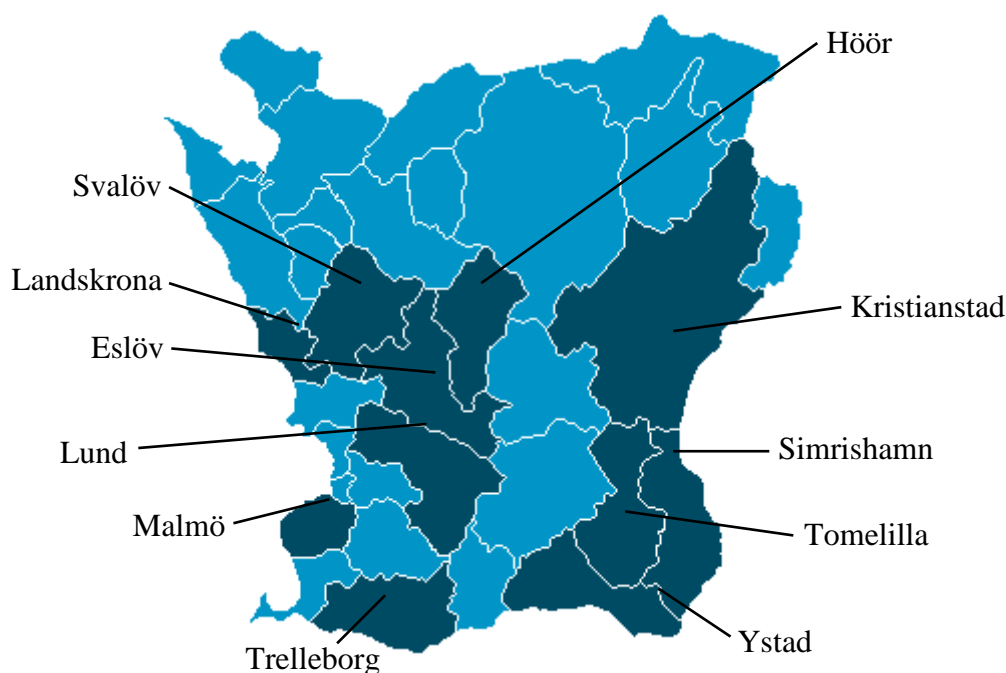 Höör
Svalöv
Landskrona
Kristianstad
Eslöv
Lund
Simrishamn
Malmö
Tomelilla
Ystad
Trelleborg